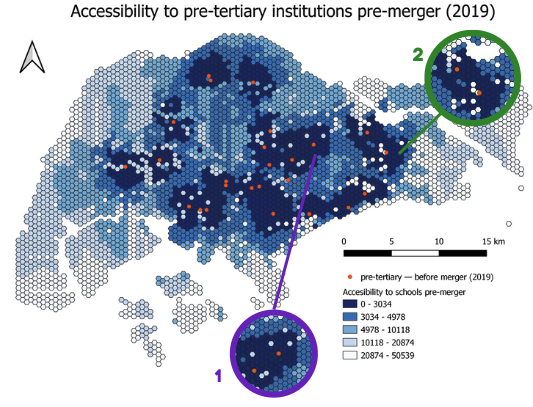 Accessibility to pre-tertiary institutions pre-merger (2019)
2
1
0 5 10 15 km
pre-tertiary — before merger (2019)
Accesibility to schools pre-merger
0 - 3034
3034 - 4978
4978 - 10118
10118 - 20874
20874 - 50539